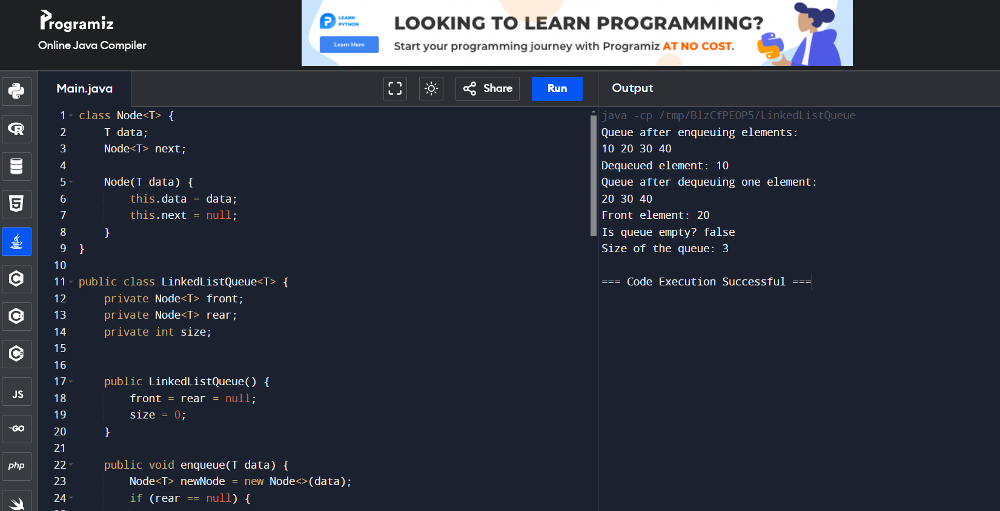 Programiz
Online Java Compiler
LEARN
PYTHON
Learn More
LOOKING TO LEARN PROGRAMMING?
Start your programming journey with Programiz AT NO COST.
Main.java
Share
Run
Output
R
5
C
C++
C#
JS
GO
php
1 class Node<T> {
2     T data;
3     Node<T> next;
4
5     Node(T data) {
6         this.data = data;
7         this.next = null;
8     }
9 }
10
11 public class LinkedListQueue<T> {
12     private Node<T> front;
13     private Node<T> rear;
14     private int size;
15
16
17     public LinkedListQueue() {
18         front = rear = null;
19         size = 0;
20     }
21
22     public void enqueue(T data) {
23         Node<T> newNode = new Node<>(data);
24         if (rear == null) {
java -cp /tmp/BlzCfPEOP5/LinkedListQueue
Queue after enqueuing elements:
10 20 30 40
Dequeued element: 10
Queue after dequeuing one element:
20 30 40
Front element: 20
Is queue empty? false
Size of the queue: 3
=== Code Execution Successful ===